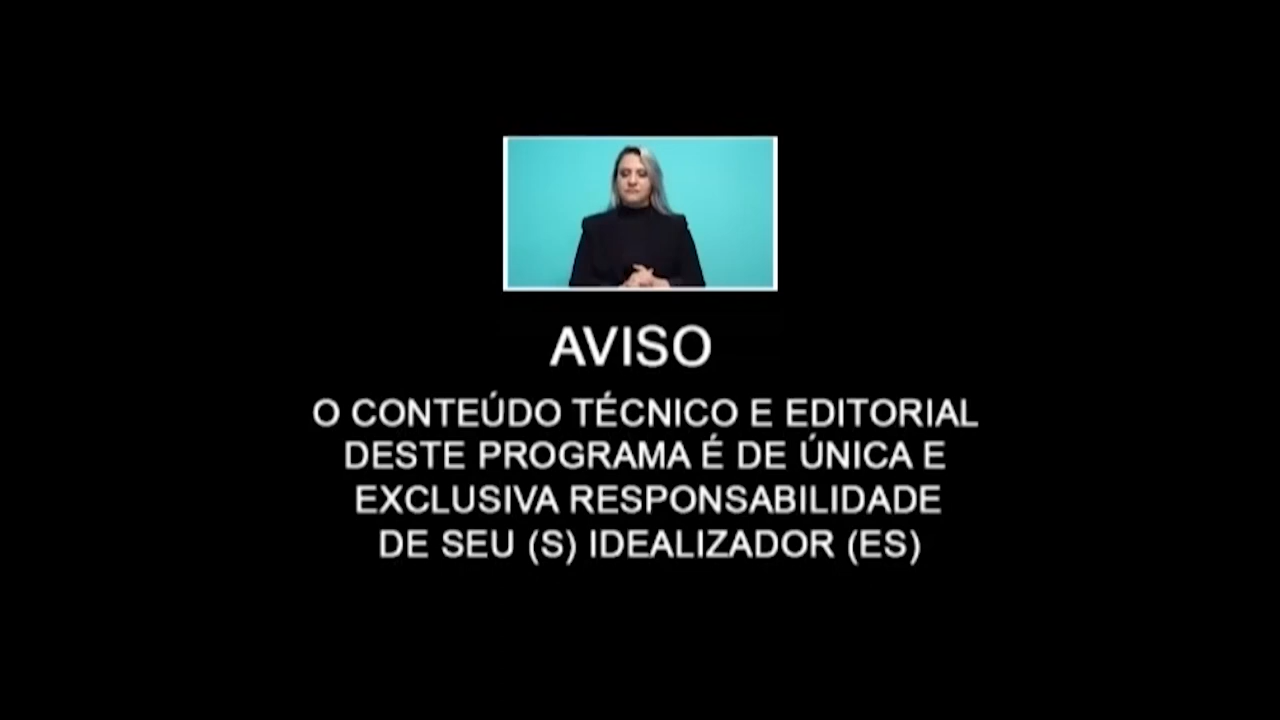 AVISO
O CONTEÚDO TÉCNICO E EDITORIAL
DESTE PROGRAMA É DE ÚNICA E
EXCLUSIVA RESPONSABILIDADE
DE SEU (S) IDEALIZADOR (ES)